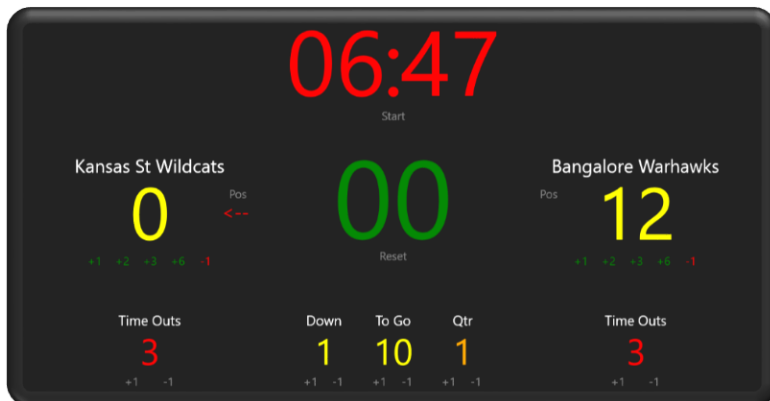 06:47
Start
Kansas St Wildcats
Bangalore Warhawks
00
0
Pos
<--
Pos
12
Reset
+1 +2 +3 +6 -1
+1 +2 +3 +6 -1
Time Outs
Down To Go Qtr
Time Outs
3
1 10 1
3
+1 -1
+1 -1 +1 -1 +1 -1
+1 -1